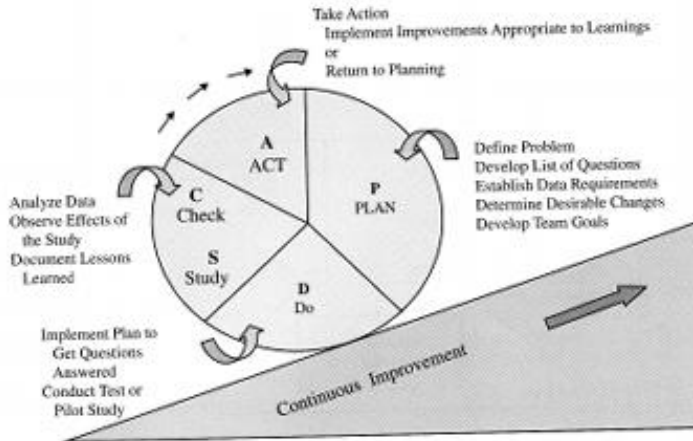 Take Action
Implement Improvements Appropriate to Learnings
or
Return to Planning
A
ACT
P
PLAN
Define Problem
Develop List of Questions
Establish Data Requirements
Determine Desirable Changes
Develop Team Goals
C
Check
S
Study
Analyze Data
Observe Effects of
the Study
Document Lessons
Learned
D
Do
Implement Plan to
Get Questions
Answered
Conduct Test or
Pilot Study
Continuous Improvement